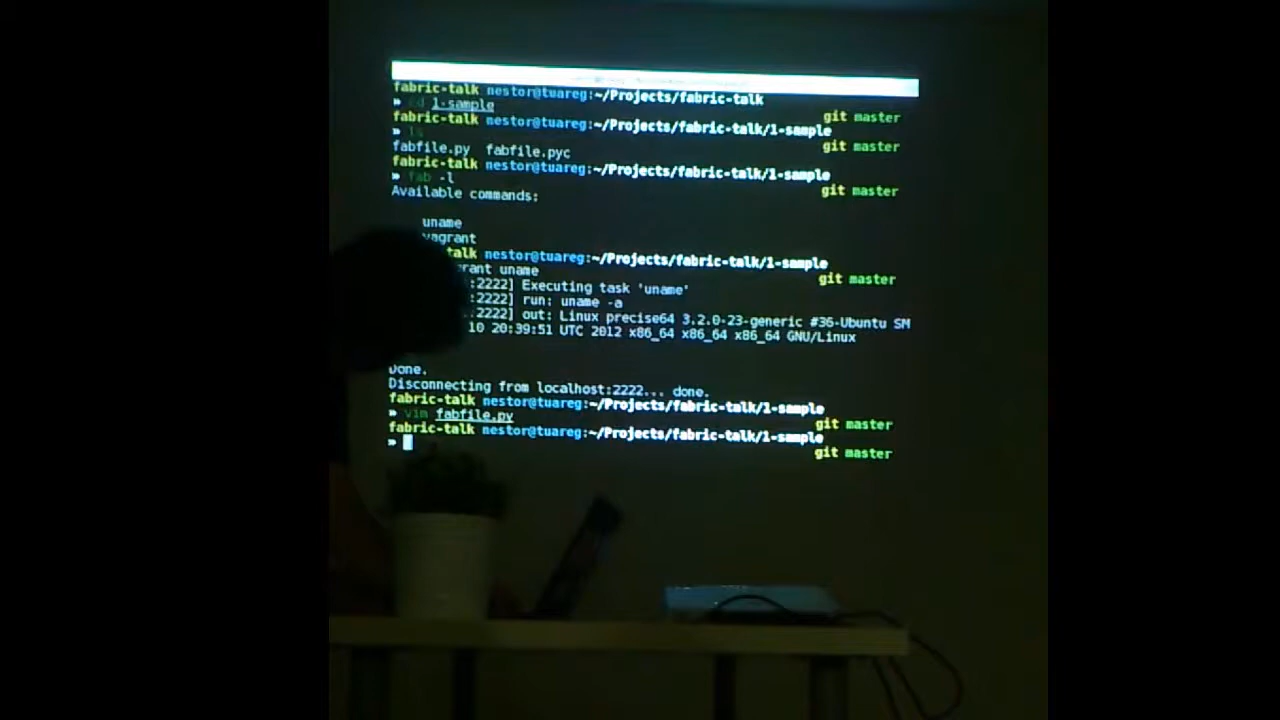 fabric-talk nestor@tuareg:~/Projects/fabric-talk
» cd 1-sample git master
fabric-talk nestor@tuareg:~/Projects/fabric-talk/1-sample
» ls git master
fabfile.py fabfile.pyc
fabric-talk nestor@tuareg:~/Projects/fabric-talk/1-sample
» fab -l git master
Available commands:
uname
vagrant
talk nestor@tuareg:~/Projects/fabric-talk/1-sample
grant uname git master
:2222] Executing task 'uname'
:2222] run: uname -a
:2222] out: Linux precise64 3.2.0-23-generic #36-Ubuntu SM
10 20:39:51 UTC 2012 x86_64 x86_64 x86_64 GNU/Linux
Done.
Disconnecting from localhost:2222... done.
fabric-talk nestor@tuareg:~/Projects/fabric-talk/1-sample
» vim fabfile.py git master
fabric-talk nestor@tuareg:~/Projects/fabric-talk/1-sample
» git master